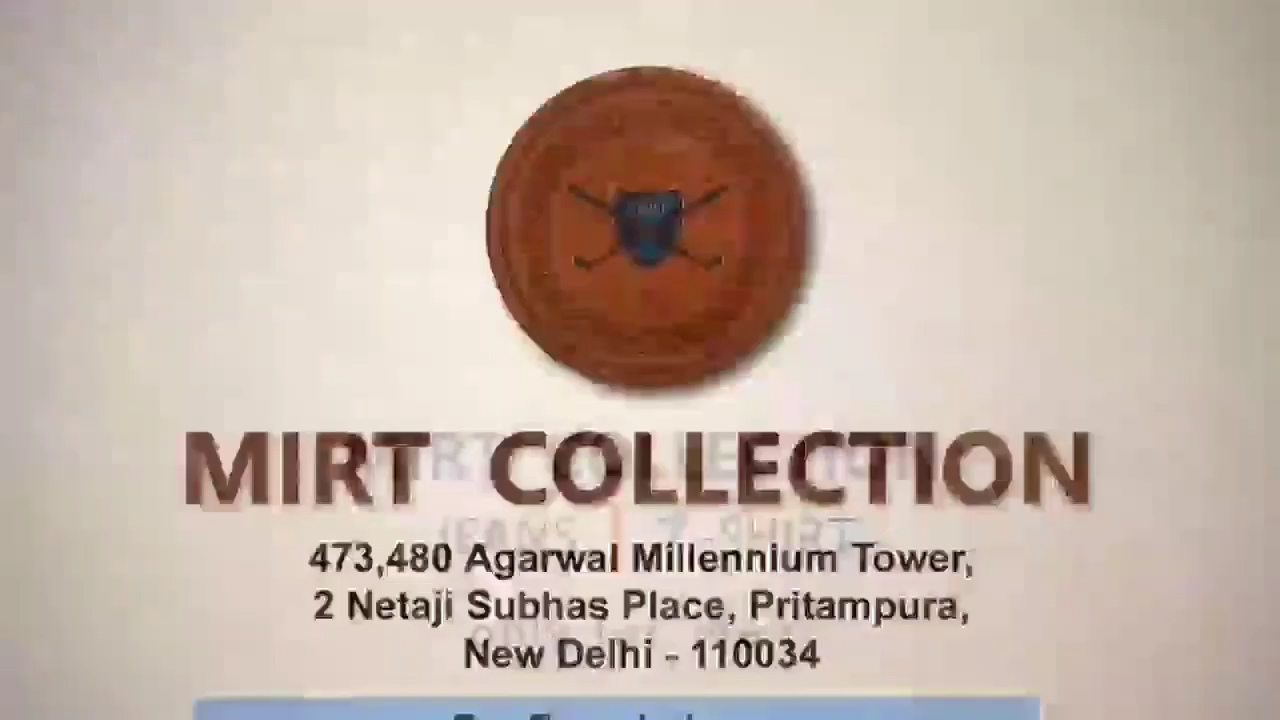 MIRT COLLECTION
473,480 Agarwal Millennium Tower,
2 Netaji Subhas Place, Pritampura,
New Delhi - 110034